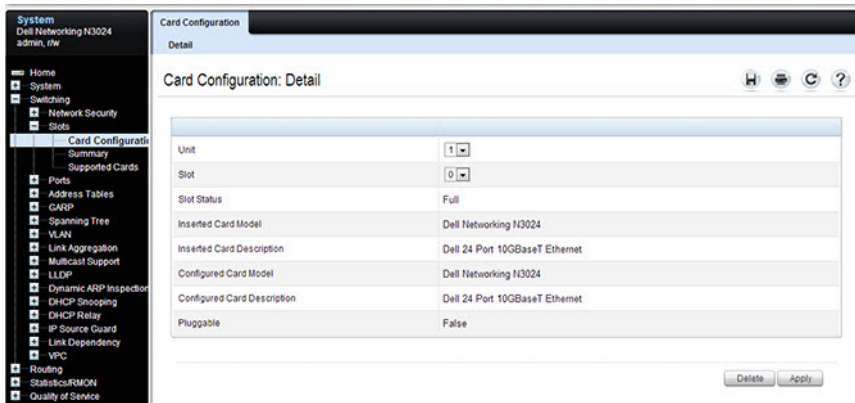 System
Dell Networking N3024
admin, r/w
Home
System
Switching
Network Security
Slots
Card Configuratio
Summary
Supported Cards
Ports
Address Tables
GARP
Spanning Tree
VLAN
Link Aggregation
Multicast Support
LLDP
Dynamic ARP Inspection
DHCP Snooping
DHCP Relay
IP Source Guard
Link Dependency
VPC
Routing
Statistics/RMON
Quality of Service
Card Configuration
Detail
Card Configuration: Detail
?
Unit 1
Slot 0
Slot Status Full
Inserted Card Model Dell Networking N3024
Inserted Card Description Dell 24 Port 10GBaseT Ethernet
Configured Card Model Dell Networking N3024
Configured Card Description Dell 24 Port 10GBaseT Ethernet
Pluggable False
Delete Apply